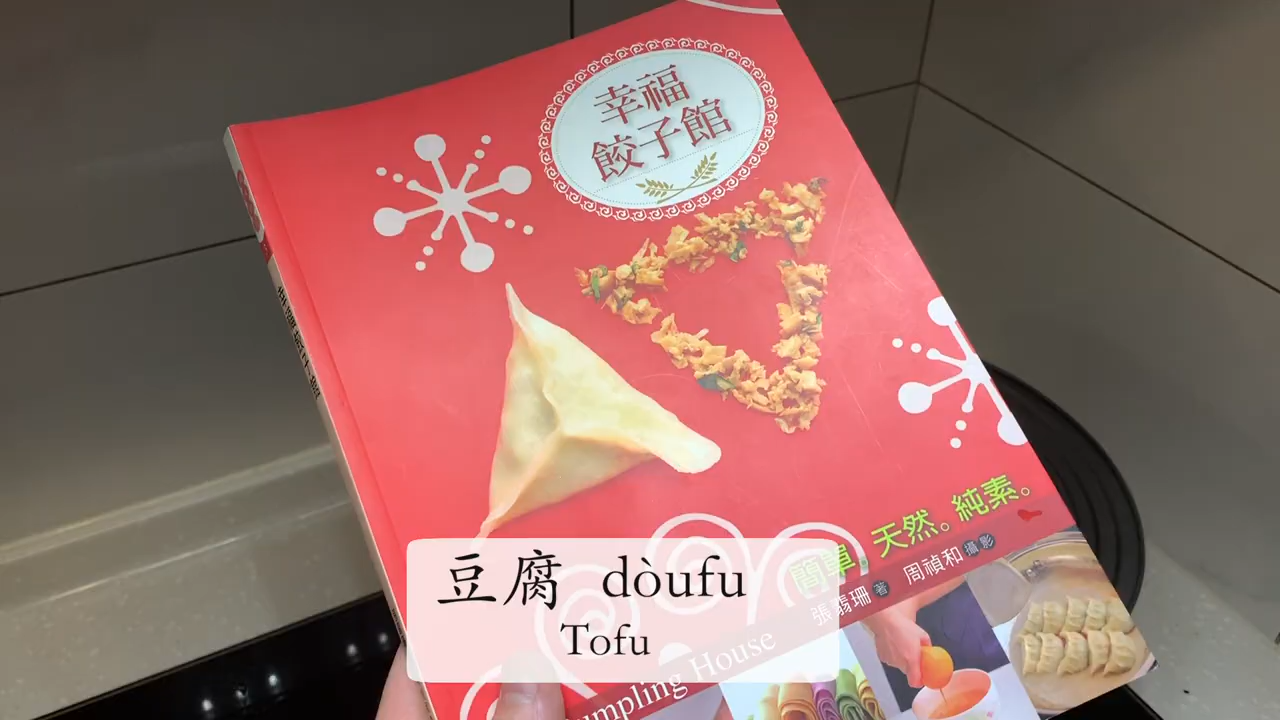 幸福
餃子館
簡單。天然。純素。
張翡珊 著 周禎和 攝影
豆腐 dòufu
Tofu
umpling House